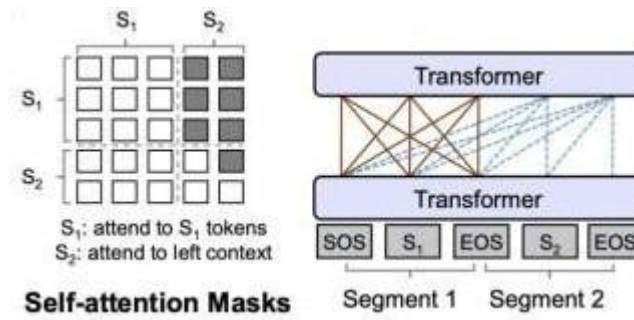 S₁ S₂
S₁
S₂
S₁: attend to S₁ tokens
S₂: attend to left context
Self-attention Masks
Transformer
Transformer
SOS S₁ EOS S₂ EOS
Segment 1 Segment 2